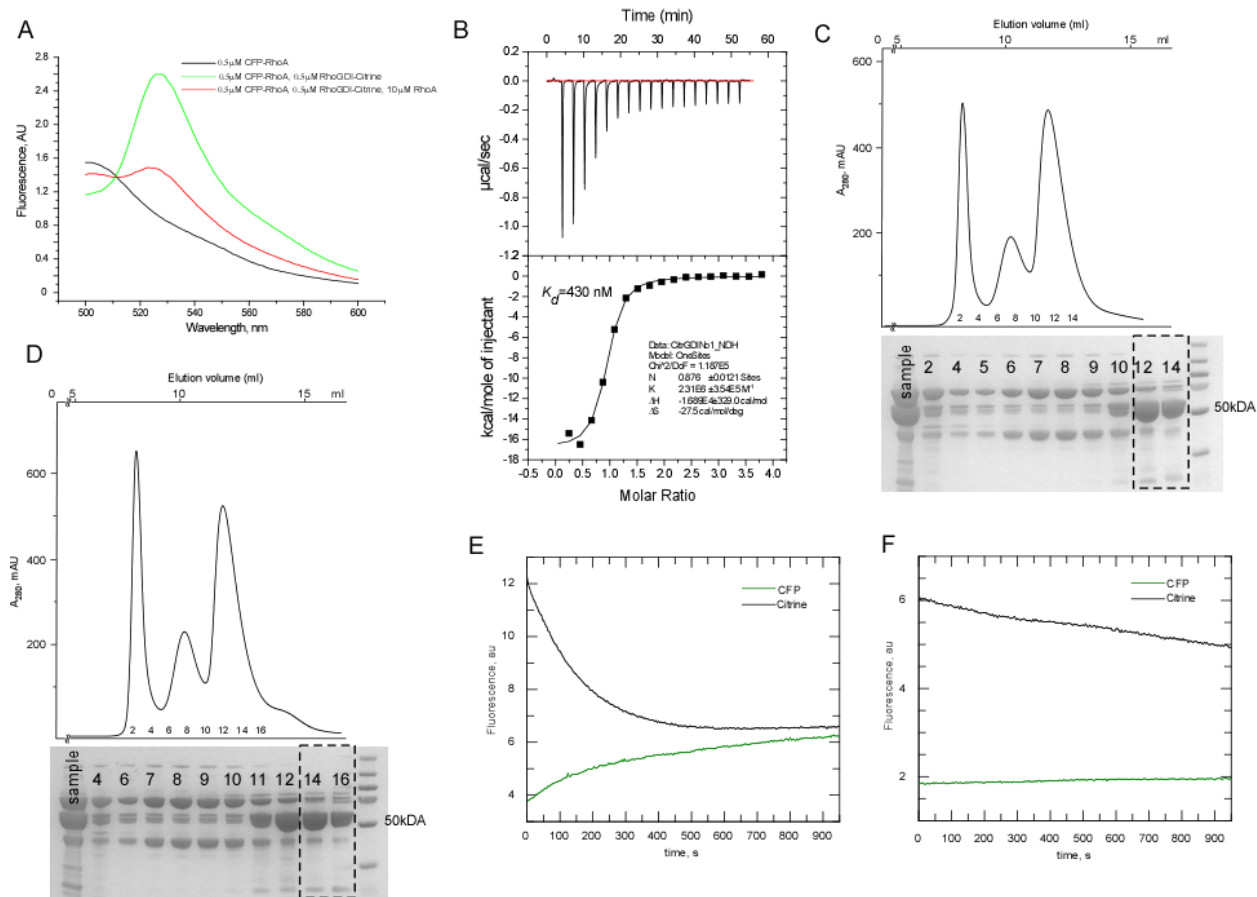 A
0.5µM CFP-RhoA
0.5µM CFP-RhoA, 0.5µM RhoGDI-Citrine
0.5µM CFP-RhoA, 0.5µM RhoGDI-Citrine, 10µM RhoA
Fluorescence, AU
2.8
2.4
2.0
1.6
1.2
0.8
0.4
0
500 520 540 560 580 600
Wavelength, nm
B
Time (min)
0 10 20 30 40 50 60
0.2
0.0
-0.2
-0.4
-0.6
-0.8
-1.0
-1.2
µcal/sec
0
-2
-4
-6
-8
-10
-12
-14
-16
-18
kcal/mole of injectant
Kd=430 nM
Data: CitrGDINo1_NDH
Model: OneSites
Chi^2/DoF = 1.187E5
N 0.876 ±0.0121 Sites
K 2.31E6 ±3.54E5 M-1
ΔH -1.689E4±329.0 cal/mol
ΔS -27.5 cal/mol/deg
-0.5 0.0 0.5 1.0 1.5 2.0 2.5 3.0 3.5 4.0
Molar Ratio
C
Elution volume (ml)
0 5 10 15 ml
600
400
200
A280, mAU
2 4 6 8 10 12 14
sample 2 4 5 6 7 8 9 10 12 14
50kDA
D
Elution volume (ml)
0 5 10 15 ml
600
400
200
A280, mAU
2 4 6 8 10 12 14 16
sample 4 6 7 8 9 10 11 12 14 16
50kDA
E
CFP
Citrine
12
10
8
6
4
Fluorescence, au
0 100 200 300 400 500 600 700 800 900
time, s
F
CFP
Citrine
6
4
2
Fluorescence, au
0 100 200 300 400 500 600 700 800 900
time, s